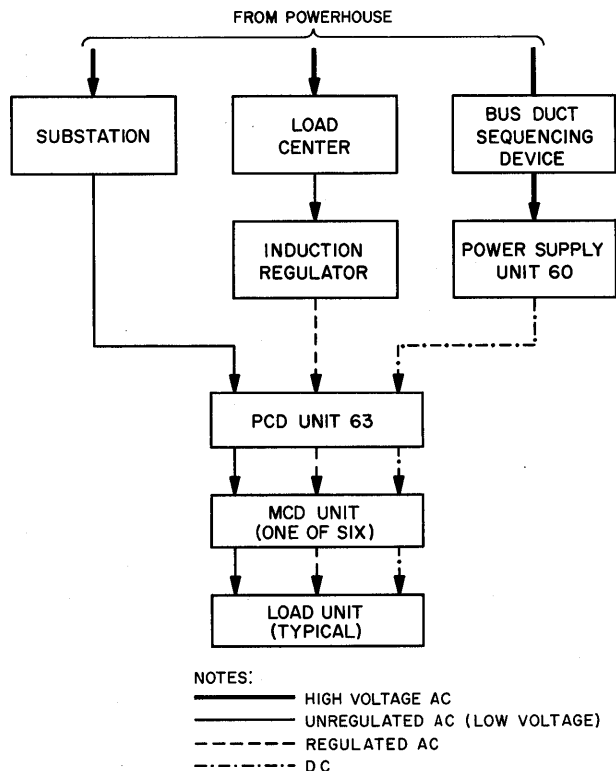 FROM POWERHOUSE
SUBSTATION
LOAD
CENTER
BUS DUCT
SEQUENCING
DEVICE
INDUCTION
REGULATOR
POWER SUPPLY
UNIT 60
PCD UNIT 63
MCD UNIT
(ONE OF SIX)
LOAD UNIT
(TYPICAL)
NOTES:
HIGH VOLTAGE AC
UNREGULATED AC (LOW VOLTAGE)
REGULATED AC
DC